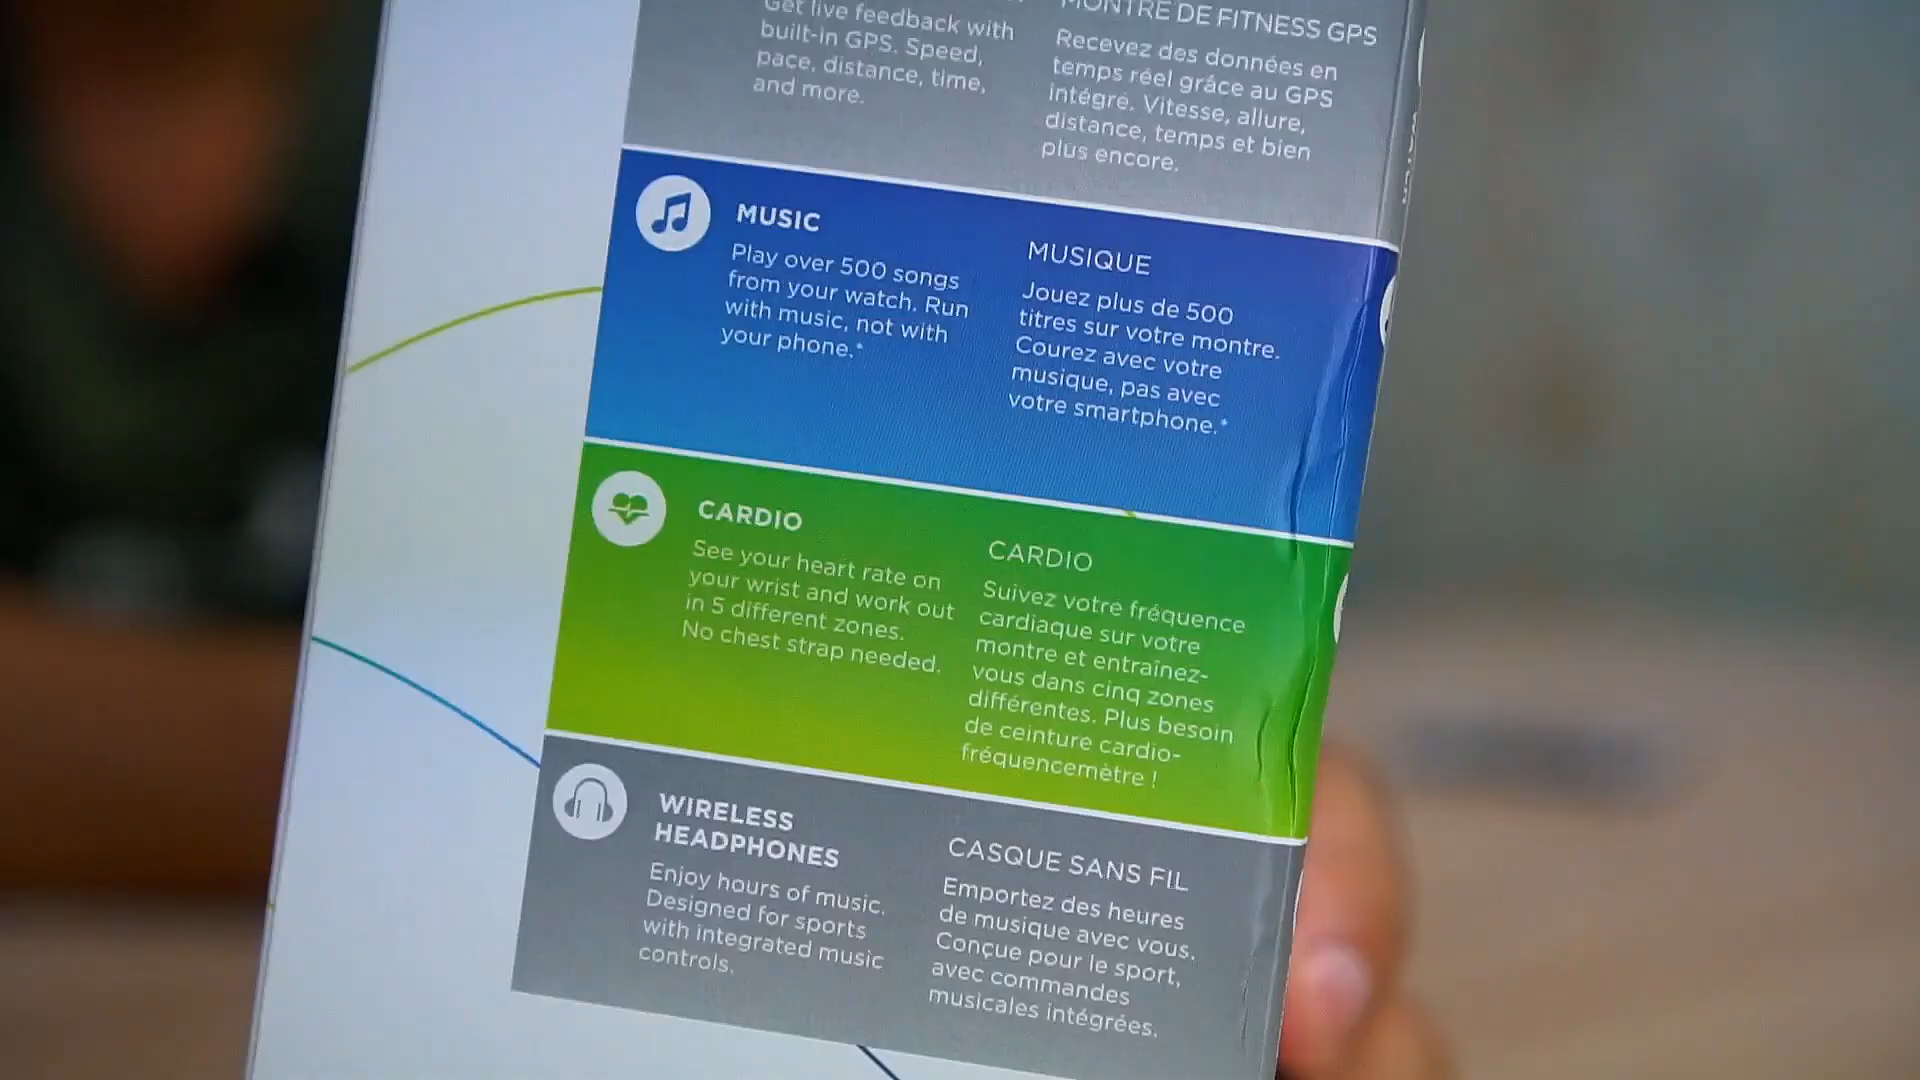 Get live feedback with
built-in GPS. Speed,
pace, distance, time,
and more.
MONTRE DE FITNESS GPS
Recevez des données en
temps réel grâce au GPS
intégré. Vitesse, allure,
distance, temps et bien
plus encore.
MUSIC
Play over 500 songs
from your watch. Run
with music, not with
your phone.*
MUSIQUE
Jouez plus de 500
titres sur votre montre.
Courez avec votre
musique, pas avec
votre smartphone.*
CARDIO
See your heart rate on
your wrist and work out
in 5 different zones.
No chest strap needed.
CARDIO
Suivez votre fréquence
cardiaque sur votre
montre et entraînez-
vous dans cinq zones
différentes. Plus besoin
de ceinture cardio-
fréquencemètre !
WIRELESS
HEADPHONES
Enjoy hours of music.
Designed for sports
with integrated music
controls.
CASQUE SANS FIL
Emportez des heures
de musique avec vous.
Conçue pour le sport,
avec commandes
musicales intégrées.